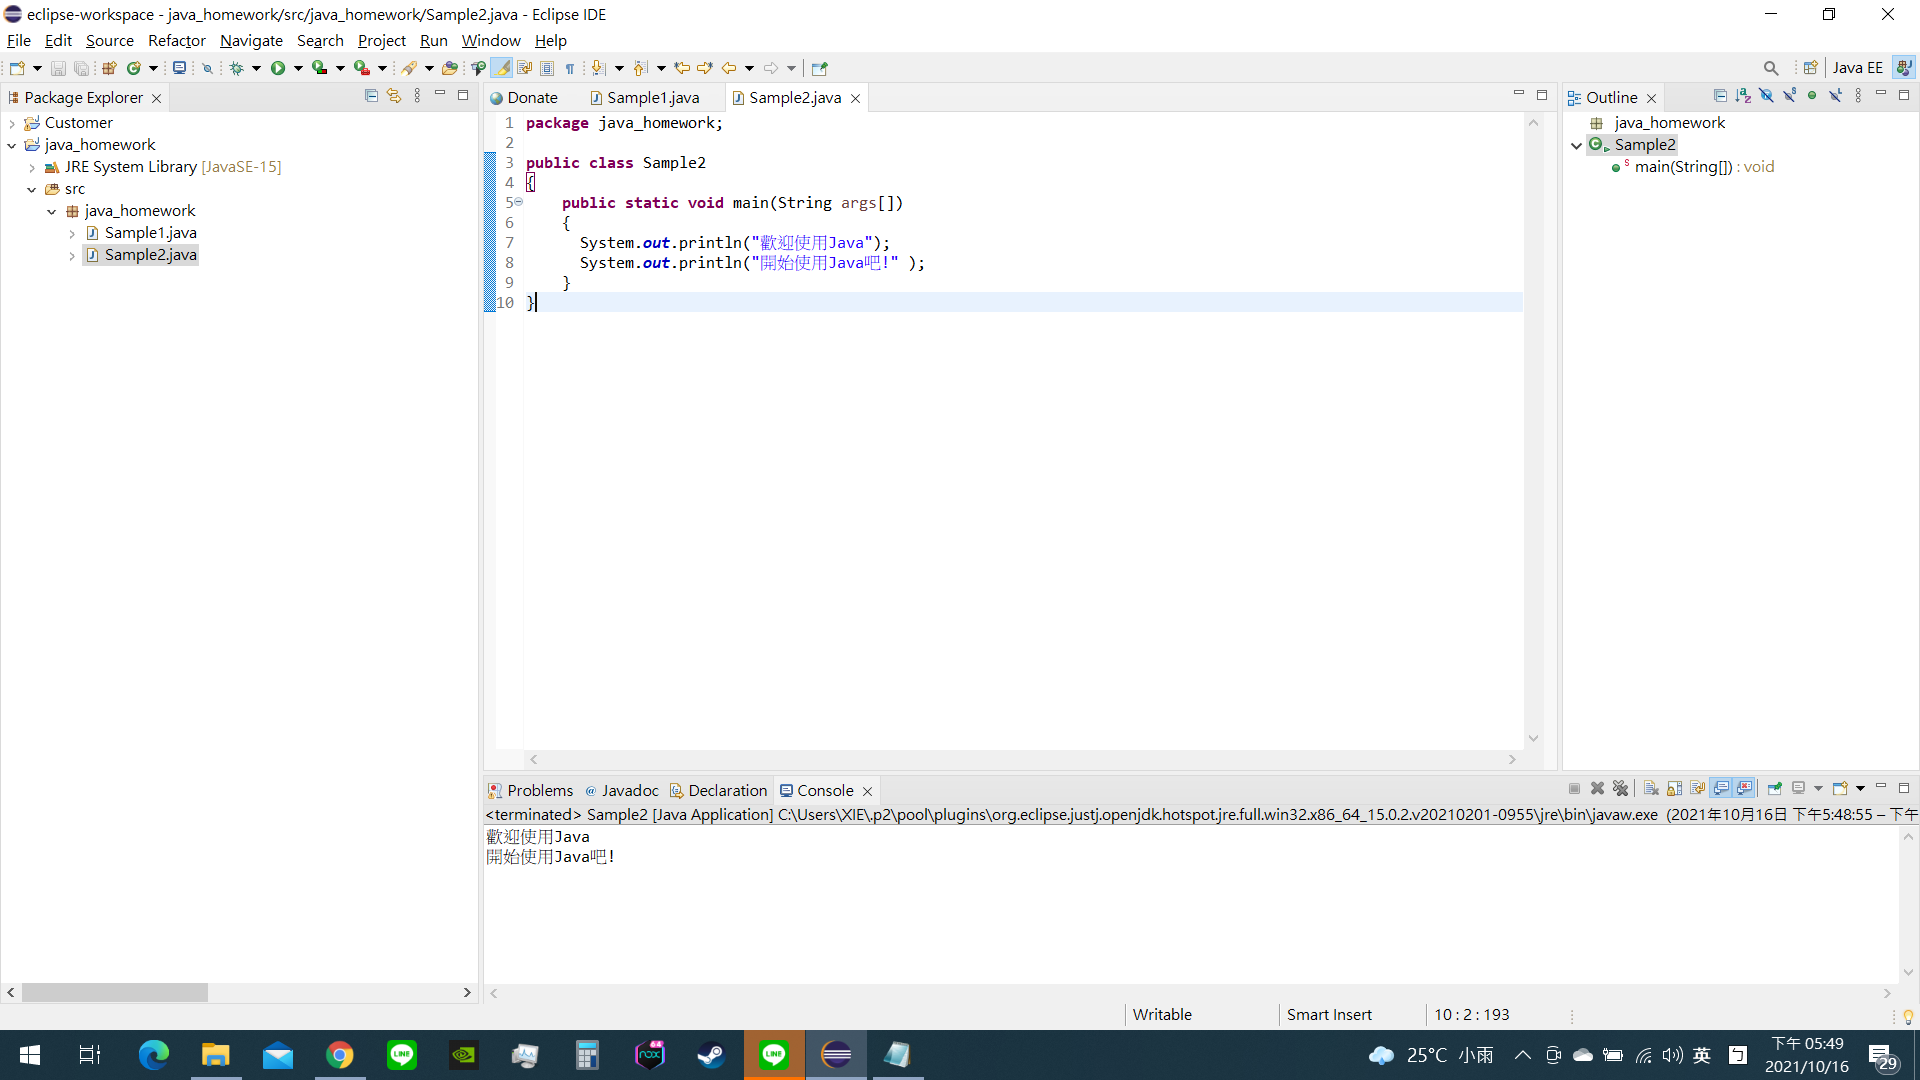 eclipse-workspace - java_homework/src/java_homework/Sample2.java - Eclipse IDE
File Edit Source Refactor Navigate Search Project Run Window Help
Java EE
Package Explorer
Customer
java_homework
JRE System Library [JavaSE-15]
src
java_homework
Sample1.java
Sample2.java
Donate Sample1.java Sample2.java
1 package java_homework;
2
3 public class Sample2
4 {
5 public static void main(String args[])
6 {
7 System.out.println("歡迎使用Java");
8 System.out.println("開始使用Java吧!" );
9 }
10 }
Outline
java_homework
Sample2
main(String[]) : void
Problems Javadoc Declaration Console
<terminated> Sample2 [Java Application] C:\Users\XIE\.p2\pool\plugins\org.eclipse.justj.openjdk.hotspot.jre.full.win32.x86_64_15.0.2.v20210201-0955\jre\bin\javaw.exe (2021年10月16日 下午5:48:55 – 下午
歡迎使用Java
開始使用Java吧!
Writable Smart Insert 10 : 2 : 193
25°C 小雨 英 下午 05:49
2021/10/16
29